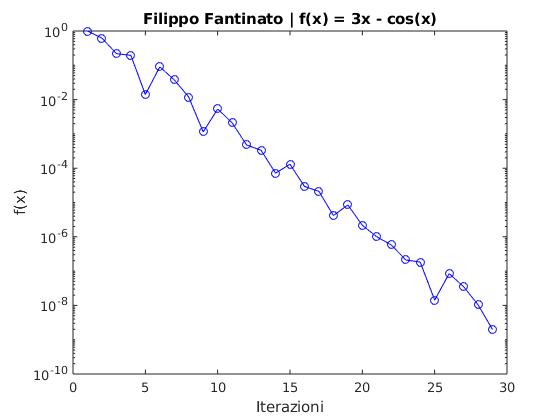 Filippo Fantinato | f(x) = 3x - cos(x)
10^0
10^-2
10^-4
10^-6
10^-8
10^-10
f(x)
0 5 10 15 20 25 30
Iterazioni